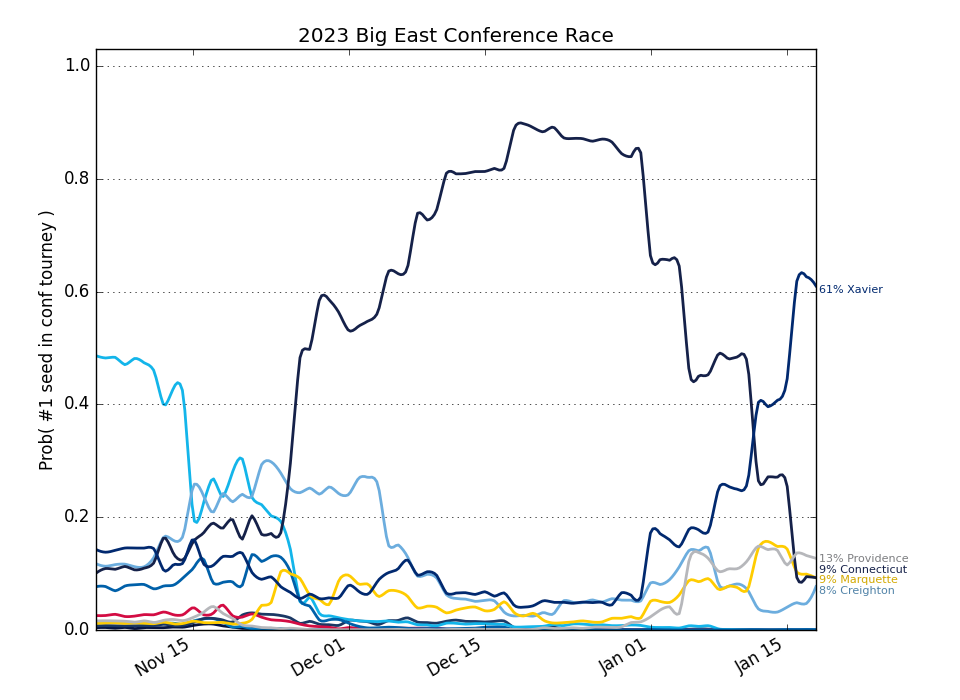 2023 Big East Conference Race
Prob( #1 seed in conf tourney )
1.0
0.8
0.6
0.4
0.2
0.0
61% Xavier
13% Providence
9% Connecticut
9% Marquette
8% Creighton
Nov 15
Dec 01
Dec 15
Jan 01
Jan 15